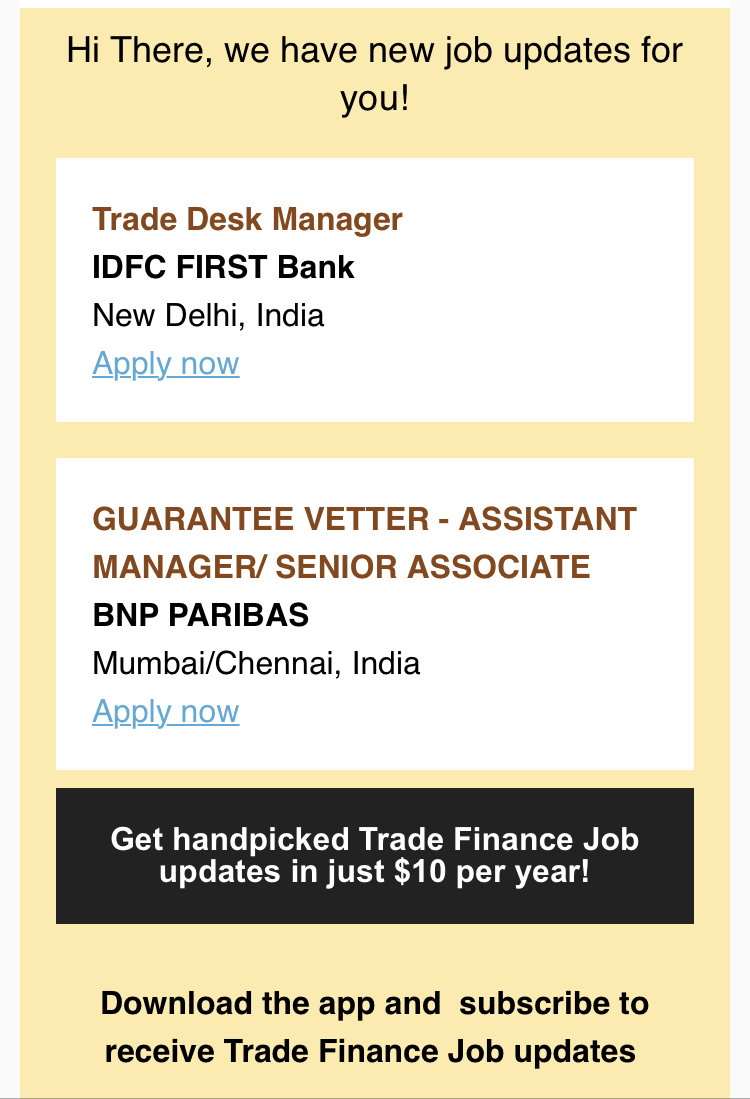 Hi There, we have new job updates for
you!
Trade Desk Manager
IDFC FIRST Bank
New Delhi, India
Apply now
GUARANTEE VETTER - ASSISTANT
MANAGER/ SENIOR ASSOCIATE
BNP PARIBAS
Mumbai/Chennai, India
Apply now
Get handpicked Trade Finance Job
updates in just $10 per year!
Download the app and  subscribe to
receive Trade Finance Job updates